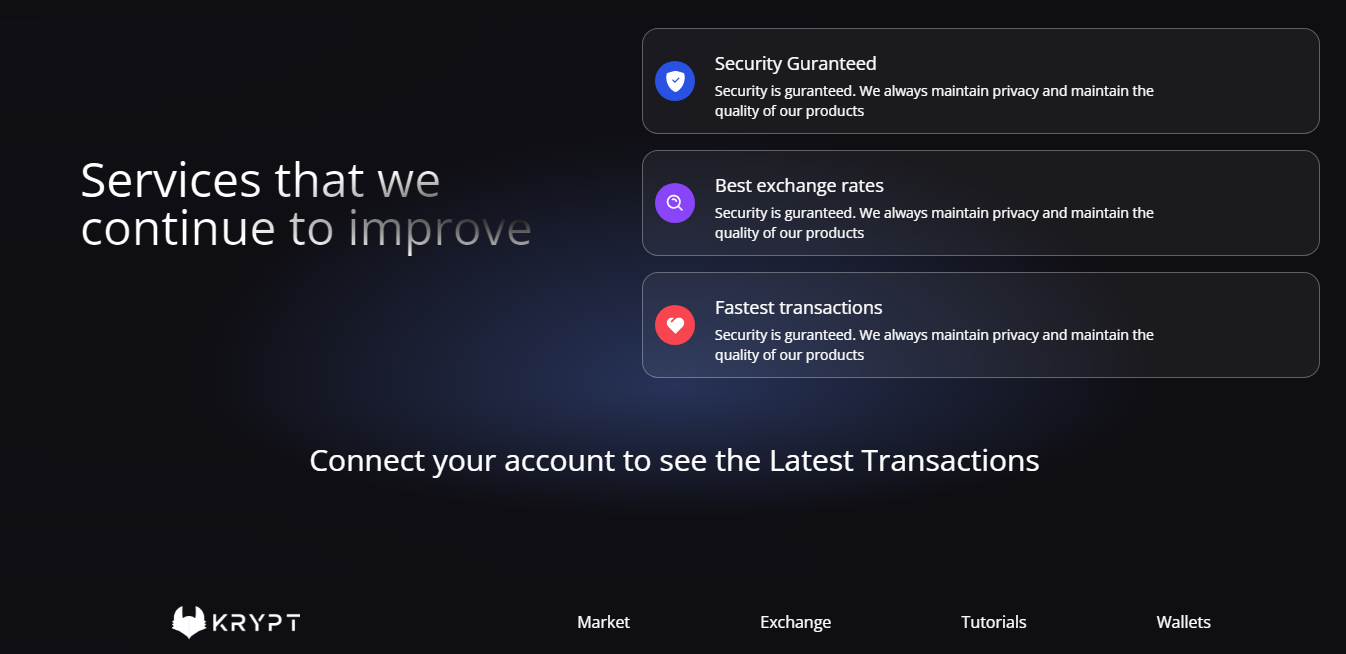 Services that we
continue to improve
Security Guranteed
Security is guranteed. We always maintain privacy and maintain the
quality of our products
Best exchange rates
Security is guranteed. We always maintain privacy and maintain the
quality of our products
Fastest transactions
Security is guranteed. We always maintain privacy and maintain the
quality of our products
Connect your account to see the Latest Transactions
KRYPT
Market
Exchange
Tutorials
Wallets